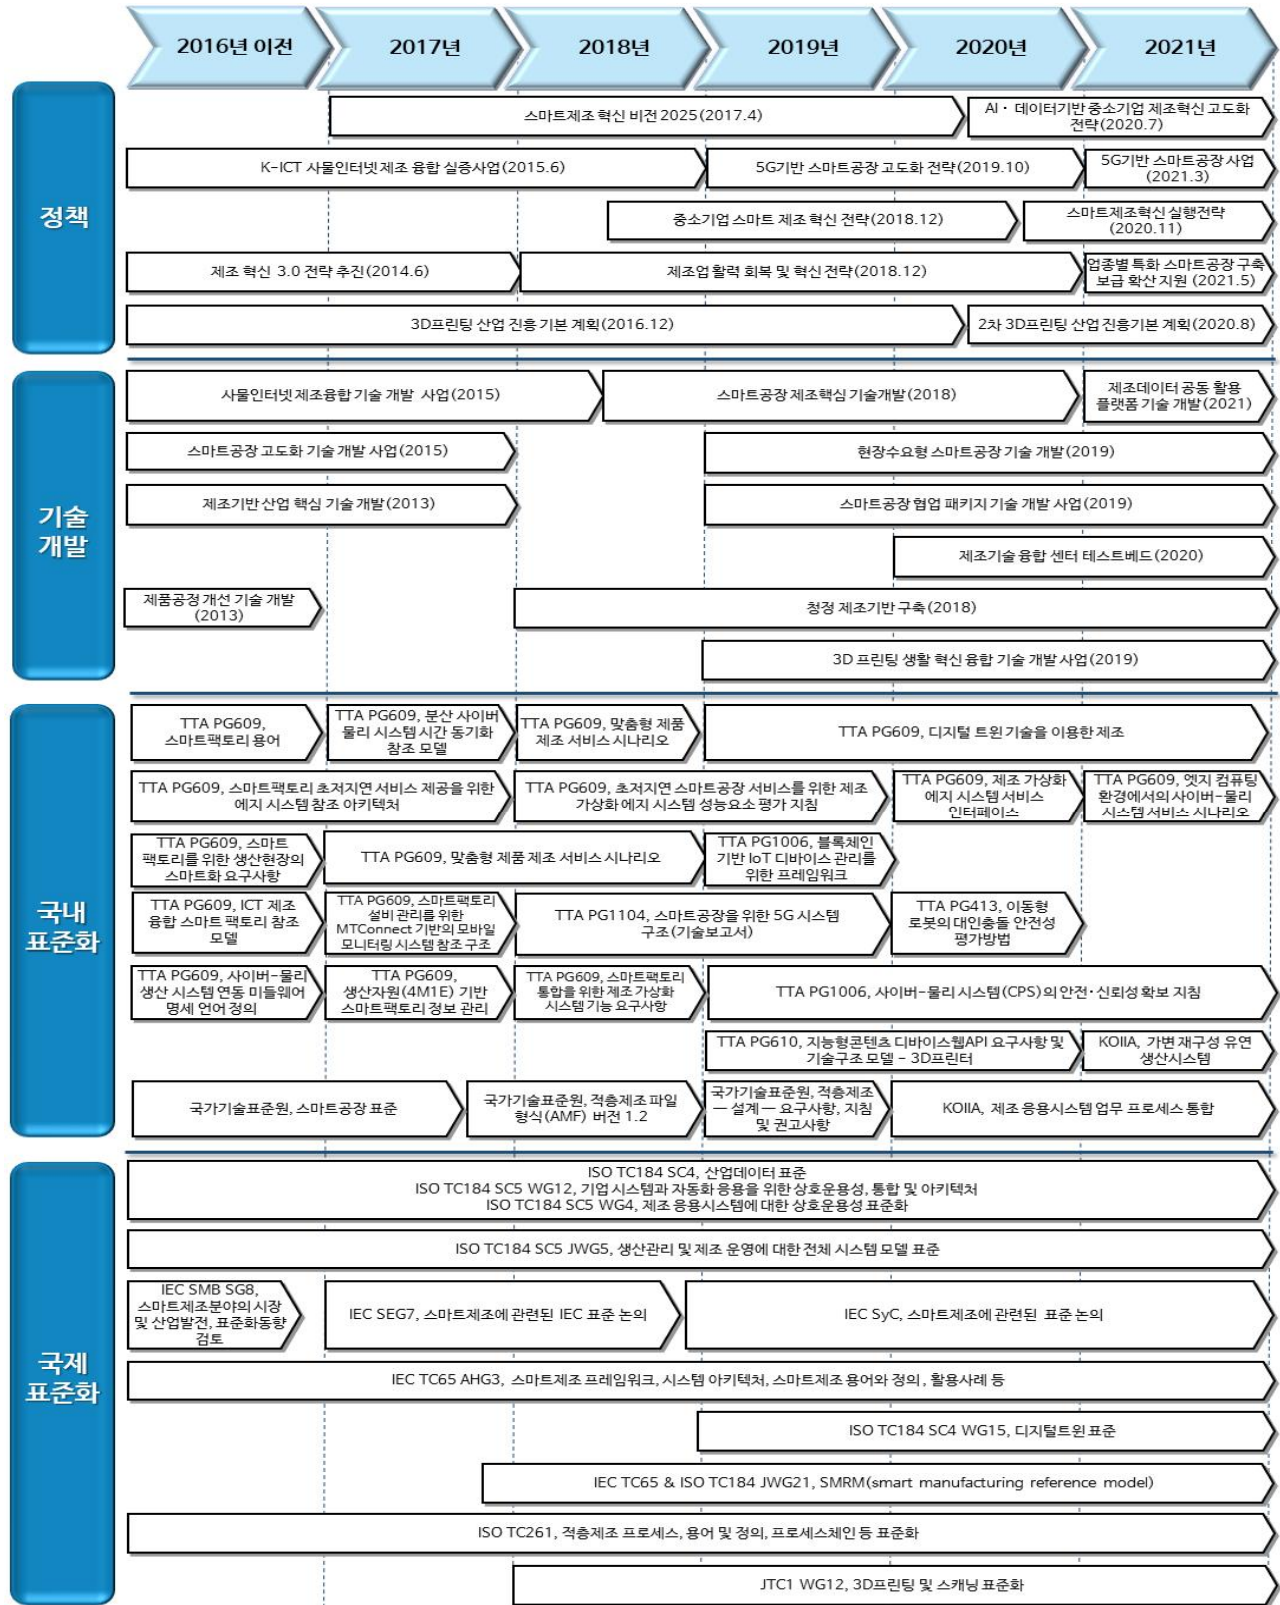 2016년 이전
2017년
2018년
2019년
2020년
2021년
정책
스마트제조 혁신 비전 2025(2017.4)
AI・ 데이터기반 중소기업 제조혁신 고도화
전략(2020.7)
K-ICT 사물인터넷 제조 융합 실증사업(2015.6)
5G기반 스마트공장 고도화 전략(2019.10)
5G기반 스마트공장 사업
(2021.3)
중소기업 스마트 제조 혁신 전략(2018.12)
스마트제조혁신 실행전략
(2020.11)
제조 혁신 3.0 전략 추진(2014.6)
제조업 활력 회복 및 혁신 전략(2018.12)
업종별 특화 스마트공장 구축
보급 확산 지원 (2021.5)
3D프린팅 산업 진흥 기본 계획(2016.12)
2차 3D프린팅 산업 진흥기본 계획(2020.8)
기술
개발
사물인터넷 제조융합 기술 개발 사업(2015)
스마트공장 제조핵심 기술개발(2018)
제조데이터 공동 활용
플랫폼 기술 개발(2021)
스마트공장 고도화 기술 개발 사업(2015)
현장수요형 스마트공장 기술 개발(2019)
제조기반 산업 핵심 기술 개발(2013)
스마트공장 협업 패키지 기술 개발 사업(2019)
제조기술 융합 센터 테스트베드(2020)
제품공정 개선 기술 개발
(2013)
청정 제조기반 구축(2018)
3D 프린팅 생활 혁신 융합 기술 개발 사업(2019)
국내
표준화
TTA PG609,
스마트팩토리 용어
TTA PG609, 분산 사이버
물리 시스템 시간 동기화
참조 모델
TTA PG609, 맞춤형 제품
제조 서비스 시나리오
TTA PG609, 디지털 트윈 기술을 이용한 제조
TTA PG609, 스마트팩토리 초저지연 서비스 제공을 위한
에지 시스템 참조 아키텍처
TTA PG609, 초저지연 스마트공장 서비스를 위한 제조
가상화 에지 시스템 성능요소 평가 지침
TTA PG609, 제조 가상화
에지 시스템 서비스
인터페이스
TTA PG609, 엣지 컴퓨팅
환경에서의 사이버-물리
시스템 서비스 시나리오
TTA PG609, 스마트
팩토리를 위한 생산현장의
스마트화 요구사항
TTA PG609, 맞춤형 제품 제조 서비스 시나리오
TTA PG1006, 블록체인
기반 IoT 디바이스 관리를
위한 프레임워크
TTA PG609, ICT 제조
융합 스마트 팩토리 참조
모델
TTA PG609, 스마트팩토리
설비 관리를 위한
MTConnect 기반의 모바일
모니터링 시스템 참조 구조
TTA PG1104, 스마트공장을 위한 5G 시스템
구조(기술보고서)
TTA PG413, 이동형
로봇의 대인충돌 안전성
평가방법
TTA PG609, 사이버-물리
생산 시스템 연동 미들웨어
명세 언어 정의
TTA PG609,
생산자원(4M1E) 기반
스마트팩토리 정보 관리
TTA PG609, 스마트팩토리
통합을 위한 제조 가상화
시스템 기능 요구사항
TTA PG1006, 사이버-물리 시스템(CPS)의 안전·신뢰성 확보 지침
TTA PG610, 지능형콘텐츠 디바이스웹API 요구사항 및
기술구조 모델 - 3D프린터
KOIIA, 가변 재구성 유연
생산시스템
국가기술표준원, 스마트공장 표준
국가기술표준원, 적층제조 파일
형식(AMF) 버전 1.2
국가기술표준원, 적층제조
— 설계 — 요구사항, 지침
및 권고사항
KOIIA, 제조 응용시스템 업무 프로세스 통합
국제
표준화
ISO TC184 SC4, 산업데이터 표준
ISO TC184 SC5 WG12, 기업 시스템과 자동화 응용을 위한 상호운용성, 통합 및 아키텍처
ISO TC184 SC5 WG4, 제조 응용시스템에 대한 상호운용성 표준화
ISO TC184 SC5 JWG5, 생산관리 및 제조 운영에 대한 전체 시스템 모델 표준
IEC SMB SG8,
스마트제조분야의 시장
및 산업발전, 표준화동향
검토
IEC SEG7, 스마트제조에 관련된 IEC 표준 논의
IEC SyC, 스마트제조에 관련된 표준 논의
IEC TC65 AHG3, 스마트제조 프레임워크, 시스템 아키텍처, 스마트제조 용어와 정의, 활용사례 등
ISO TC184 SC4 WG15, 디지털트윈 표준
IEC TC65 & ISO TC184 JWG21, SMRM(smart manufacturing reference model)
ISO TC261, 적층제조 프로세스, 용어 및 정의, 프로세스체인 등 표준화
JTC1 WG12, 3D프린팅 및 스캐닝 표준화